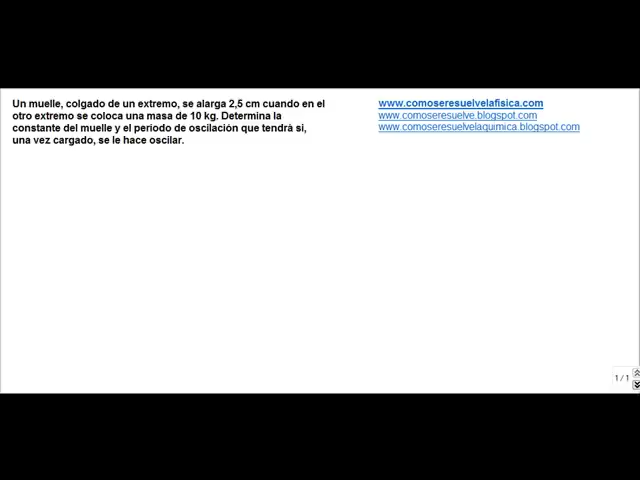 Un muelle, colgado de un extremo, se alarga 2,5 cm cuando en el
otro extremo se coloca una masa de 10 kg. Determina la
constante del muelle y el periodo de oscilación que tendrá si,
una vez cargado, se le hace oscilar.
www.comoseresuelvelafisica.com
www.comoseresuelve.blogspot.com
www.comoseresuelvelaquimica.blogspot.com
1 / 1